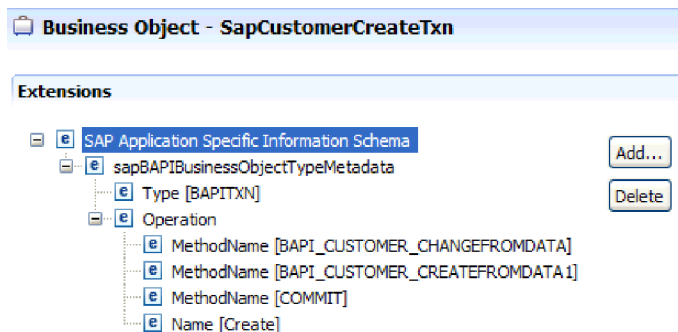 Business Object - SapCustomerCreateTxn
Extensions
SAP Application Specific Information Schema
Add...
sapBAPIBusinessObjectTypeMetadata
Type [BAPITXN]
Delete
Operation
MethodName [BAPI_CUSTOMER_CHANGEFROMDATA]
MethodName [BAPI_CUSTOMER_CREATEFROMDATA1]
MethodName [COMMIT]
Name [Create]